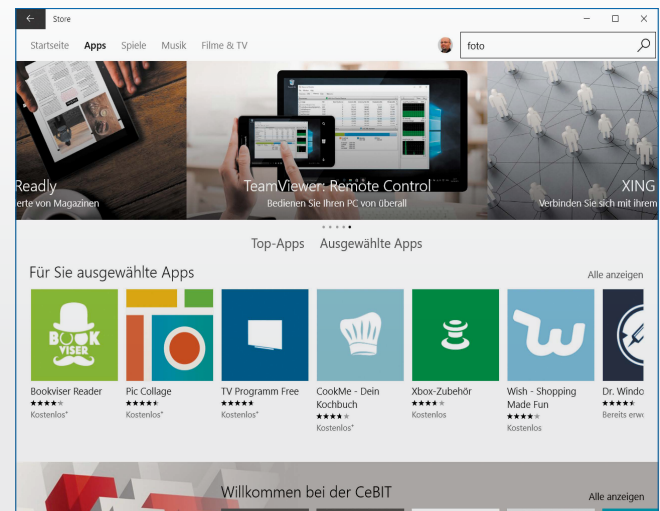 Store
Startseite Apps Spiele Musik Filme & TV
foto
Readly
erte von Magazinen
TeamViewer: Remote Control
Bedienen Sie Ihren PC von überall
XING
Verbinden Sie sich mit ihrem
Top-Apps Ausgewählte Apps
Für Sie ausgewählte Apps
Alle anzeigen
BOOK
VISER
Bookviser Reader
Kostenlos*
Pic Collage
Kostenlos*
TV Programm Free
Kostenlos*
CookMe - Dein
Kochbuch
Kostenlos*
Xbox-Zubehör
Kostenlos
Wish - Shopping
Made Fun
Kostenlos
Dr. Windo
Bereits erwo
Willkommen bei der CeBIT
Alle anzeigen